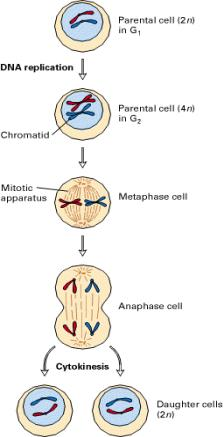 Parental cell (2n)
in G₁
DNA replication
Parental cell (4n)
in G₂
Chromatid
Mitotic
apparatus
Metaphase cell
Anaphase cell
Cytokinesis
Daughter cells
(2n)